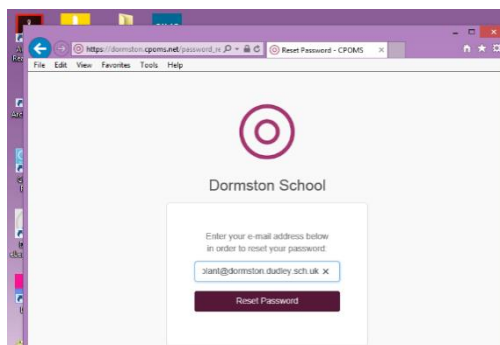 https://dormston.cpoms.net/password_re
Reset Password - CPOMS
File Edit View Favorites Tools Help
Dormston School
Enter your e-mail address below
in order to reset your password:
plant@dormston.dudley.sch.uk
Reset Password